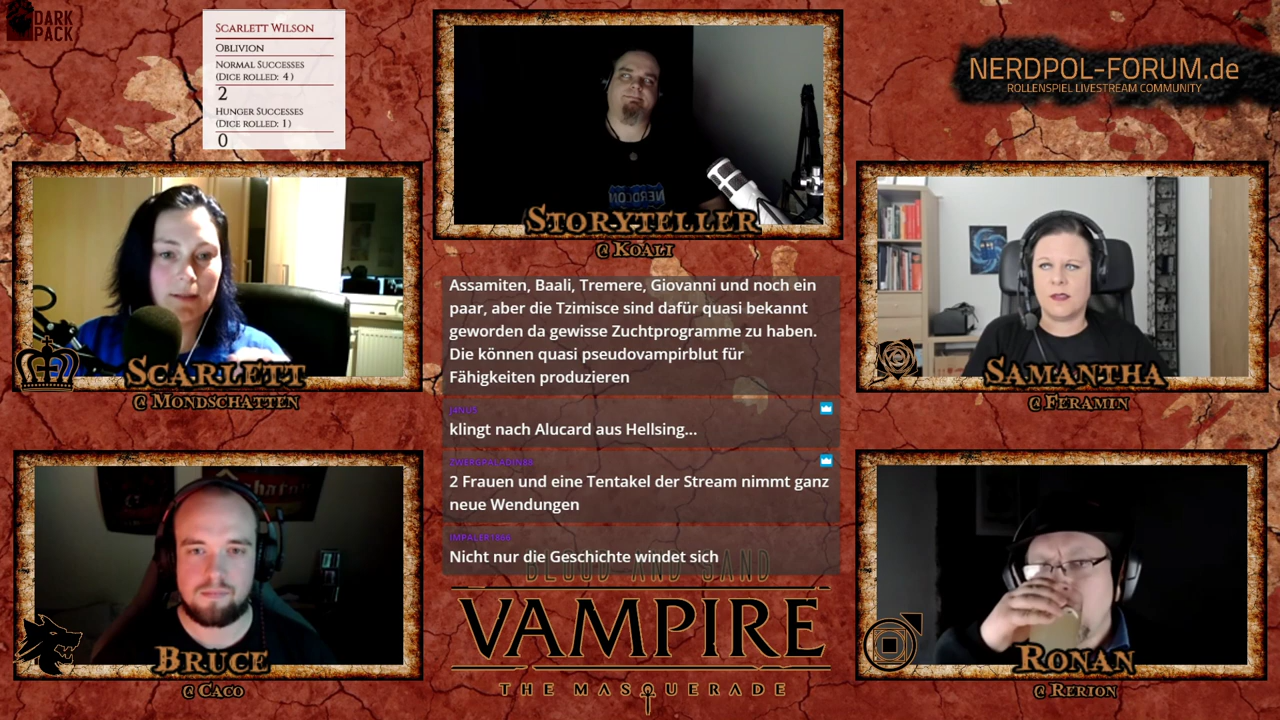 DARK
PACK
SCARLETT WILSON
OBLIVION
NORMAL SUCCESSES
(DICE ROLLED: 4)
2
HUNGER SUCCESSES
(DICE ROLLED: 1)
0
NERDPOL-FORUM.de
ROLLENSPIEL LIVESTREAM COMMUNITY
STORYTELLER
@ KOALI
SCARLETT
@ MONDSCHATTEN
SAMANTHA
@ FERAMIN
Assamiten, Baali, Tremere, Giovanni und noch ein
paar, aber die Tzimisce sind dafür quasi bekannt
geworden da gewisse Zuchtprogramme zu haben.
Die können quasi pseudovampirblut für
Fähigkeiten produzieren
klingt nach Alucard aus Hellsing...
ZWERGPALADIN88
2 Frauen und eine Tentakel der Stream nimmt ganz
neue Wendungen
IMPALER1889
Nicht nur die Geschichte windet sich
BLOOD AND SAND
VAMPIRE
THE MASQUERADE
BRUCE
@ CACO
RONAN
@ RERION